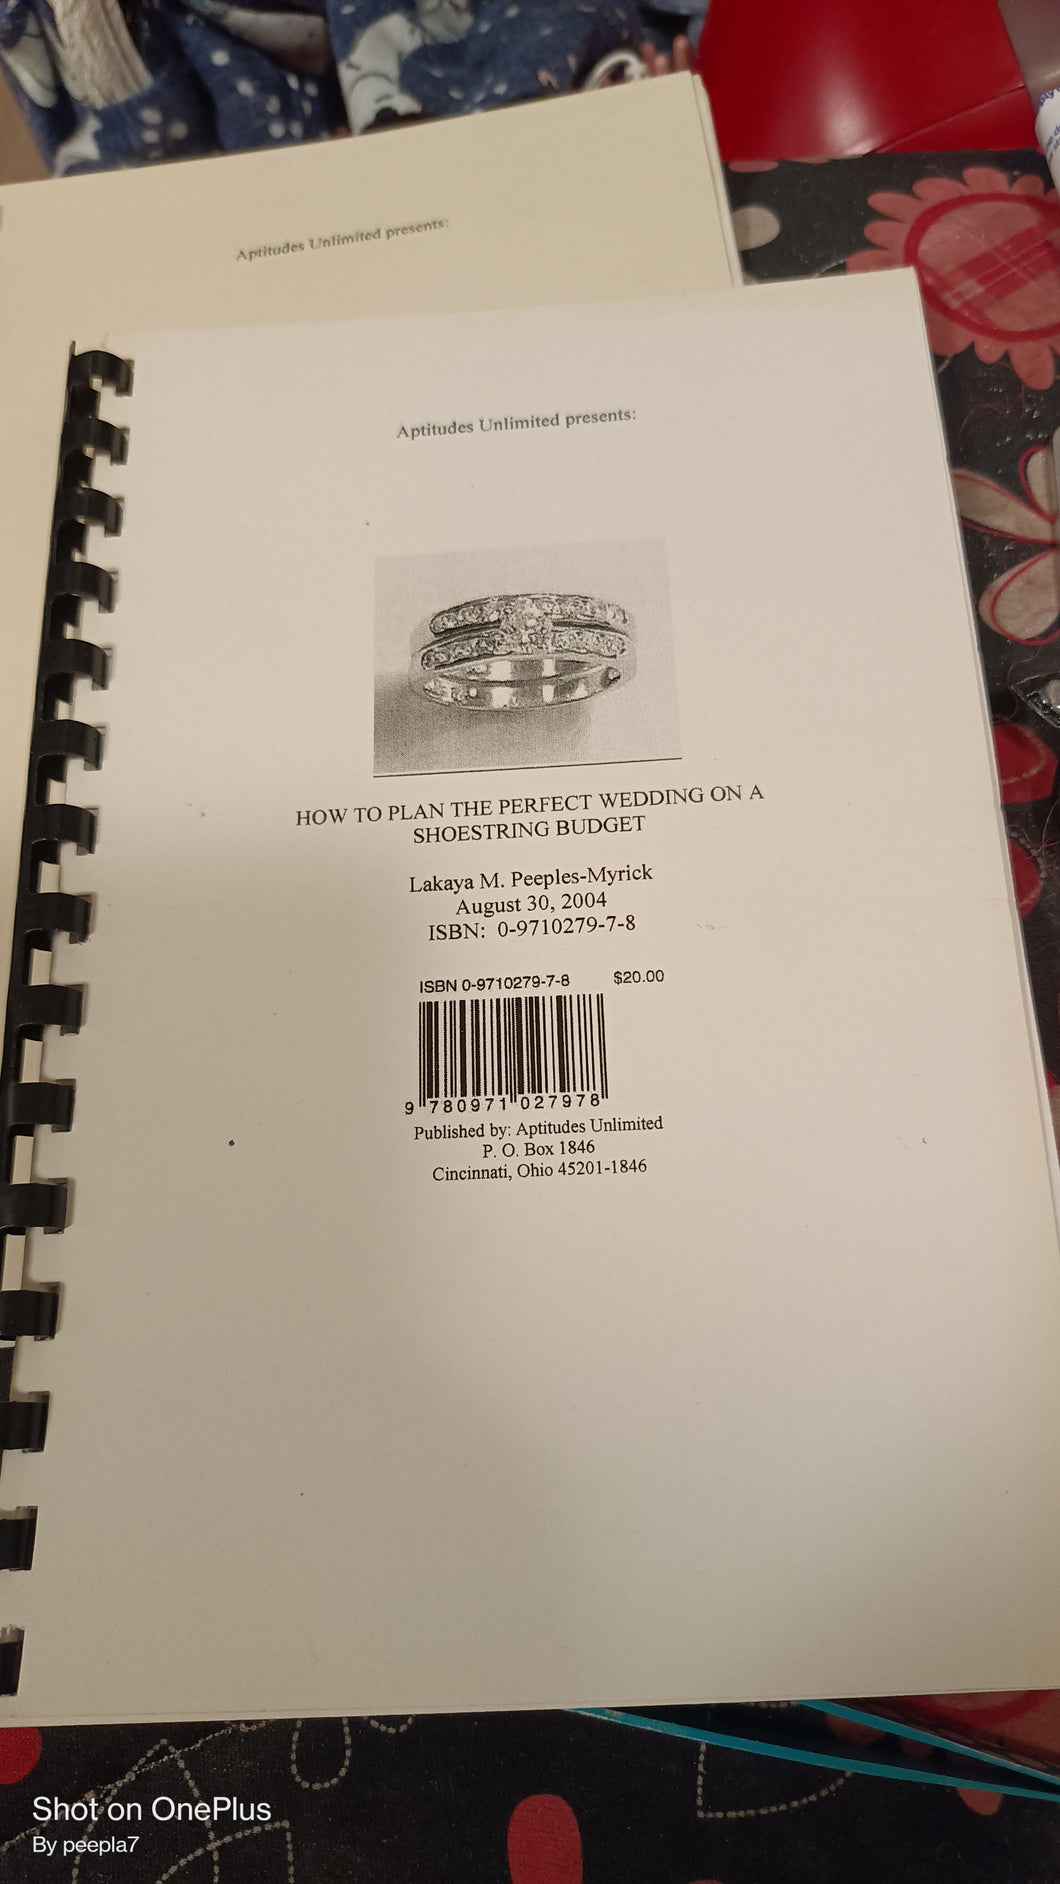 Aptitudes Unlimited presents:
Aptitudes Unlimited presents:
HOW TO PLAN THE PERFECT WEDDING ON A
SHOESTRING BUDGET
Lakaya M. Peeples-Myrick
August 30, 2004
ISBN: 0-9710279-7-8
ISBN 0-9710279-7-8 $20.00
9 780971 027978
Published by: Aptitudes Unlimited
P. O. Box 1846
Cincinnati, Ohio 45201-1846
Shot on OnePlus
By peepla7